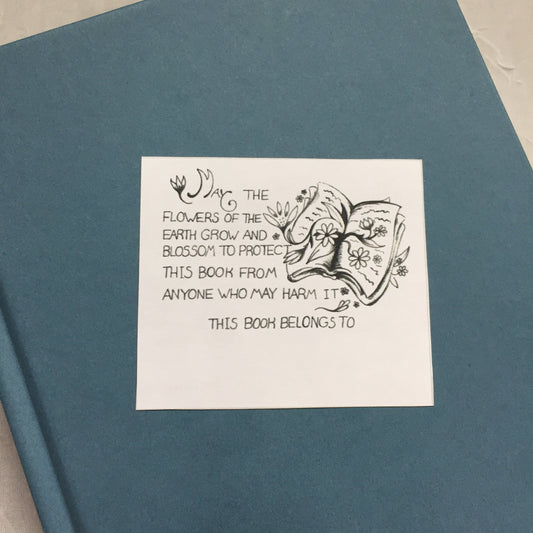 MAY THE
FLOWERS OF THE
EARTH GROW AND
BLOSSOM TO PROTECT
THIS BOOK FROM
ANYONE WHO MAY HARM IT
THIS BOOK BELONGS TO